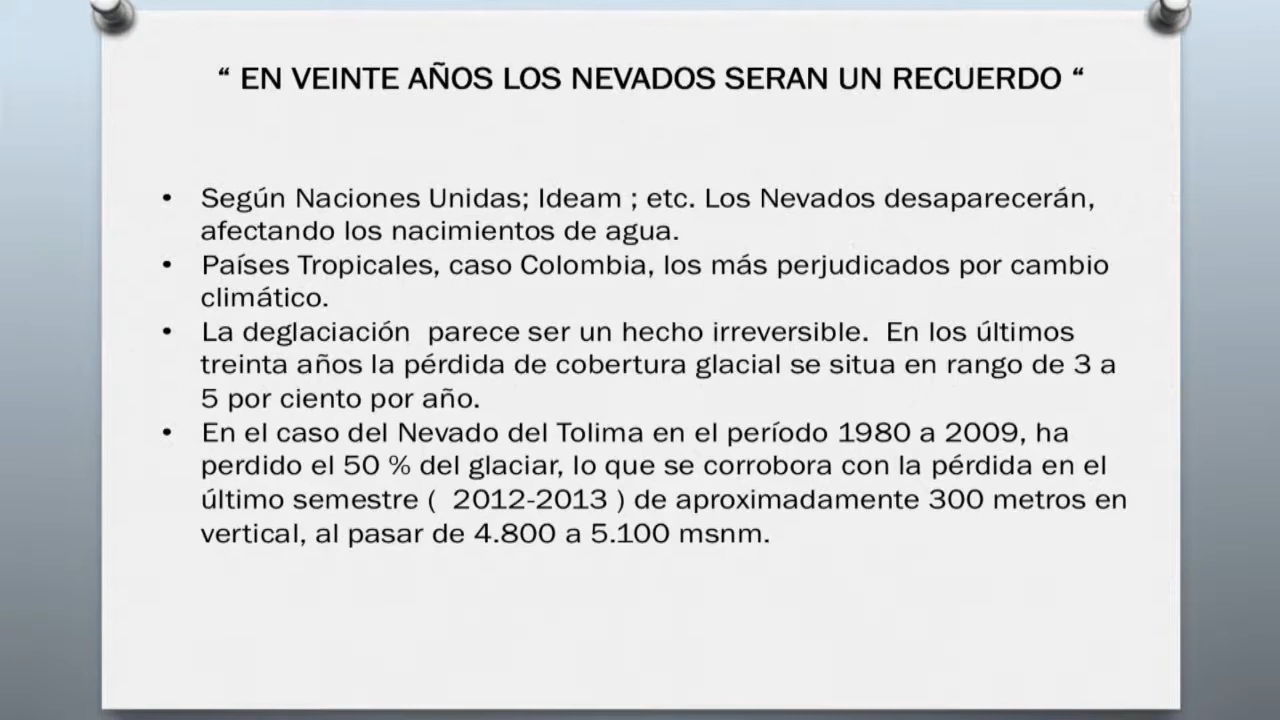 “ EN VEINTE AÑOS LOS NEVADOS SERAN UN RECUERDO “
• Según Naciones Unidas; Ideam ; etc. Los Nevados desaparecerán,
afectando los nacimientos de agua.
• Países Tropicales, caso Colombia, los más perjudicados por cambio
climático.
• La deglaciación  parece ser un hecho irreversible.  En los últimos
treinta años la pérdida de cobertura glacial se situa en rango de 3 a
5 por ciento por año.
• En el caso del Nevado del Tolima en el período 1980 a 2009, ha
perdido el 50 % del glaciar, lo que se corrobora con la pérdida en el
último semestre (  2012-2013 ) de aproximadamente 300 metros en
vertical, al pasar de 4.800 a 5.100 msnm.